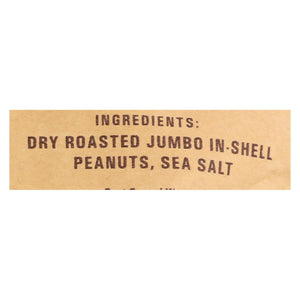 INGREDIENTS:
DRY ROASTED JUMBO IN-SHELL
PEANUTS, SEA SALT